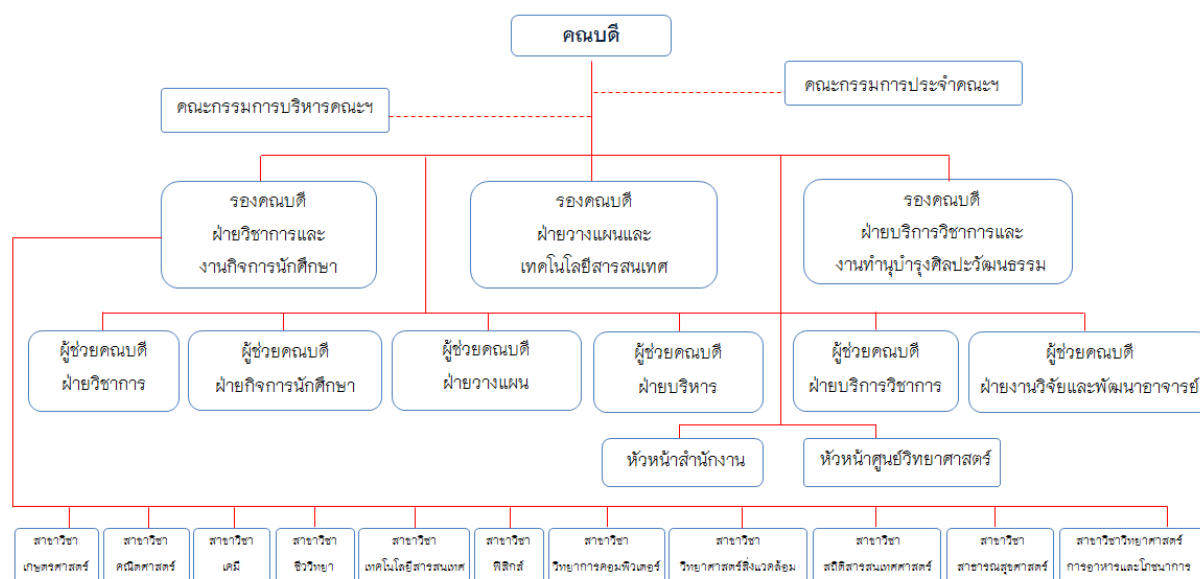 คณบดี
คณะกรรมการประจำคณะฯ
คณะกรรมการบริหารคณะฯ
รองคณบดี
ฝ่ายวิชาการและ
งานกิจการนักศึกษา
รองคณบดี
ฝ่ายวางแผนและ
เทคโนโลยีสารสนเทศ
รองคณบดี
ฝ่ายบริการวิชาการและ
งานทำนุบำรุงศิลปะวัฒนธรรม
ผู้ช่วยคณบดี
ฝ่ายวิชาการ
ผู้ช่วยคณบดี
ฝ่ายกิจการนักศึกษา
ผู้ช่วยคณบดี
ฝ่ายวางแผน
ผู้ช่วยคณบดี
ฝ่ายบริหาร
ผู้ช่วยคณบดี
ฝ่ายบริการวิชาการ
ผู้ช่วยคณบดี
ฝ่ายงานวิจัยและพัฒนาอาจารย์
หัวหน้าสำนักงาน
หัวหน้าศูนย์วิทยาศาสตร์
สาขาวิชา
เกษตรศาสตร์
สาขาวิชา
คณิตศาสตร์
สาขาวิชา
เคมี
สาขาวิชา
ชีววิทยา
สาขาวิชา
เทคโนโลยีสารสนเทศ
สาขาวิชา
ฟิสิกส์
สาขาวิชา
วิทยาการคอมพิวเตอร์
สาขาวิชา
วิทยาศาสตร์สิ่งแวดล้อม
สาขาวิชา
สถิติสารสนเทศศาสตร์
สาขาวิชา
สาธารณสุขศาสตร์
สาขาวิชาวิทยาศาสตร์
การอาหารและโภชนาการ